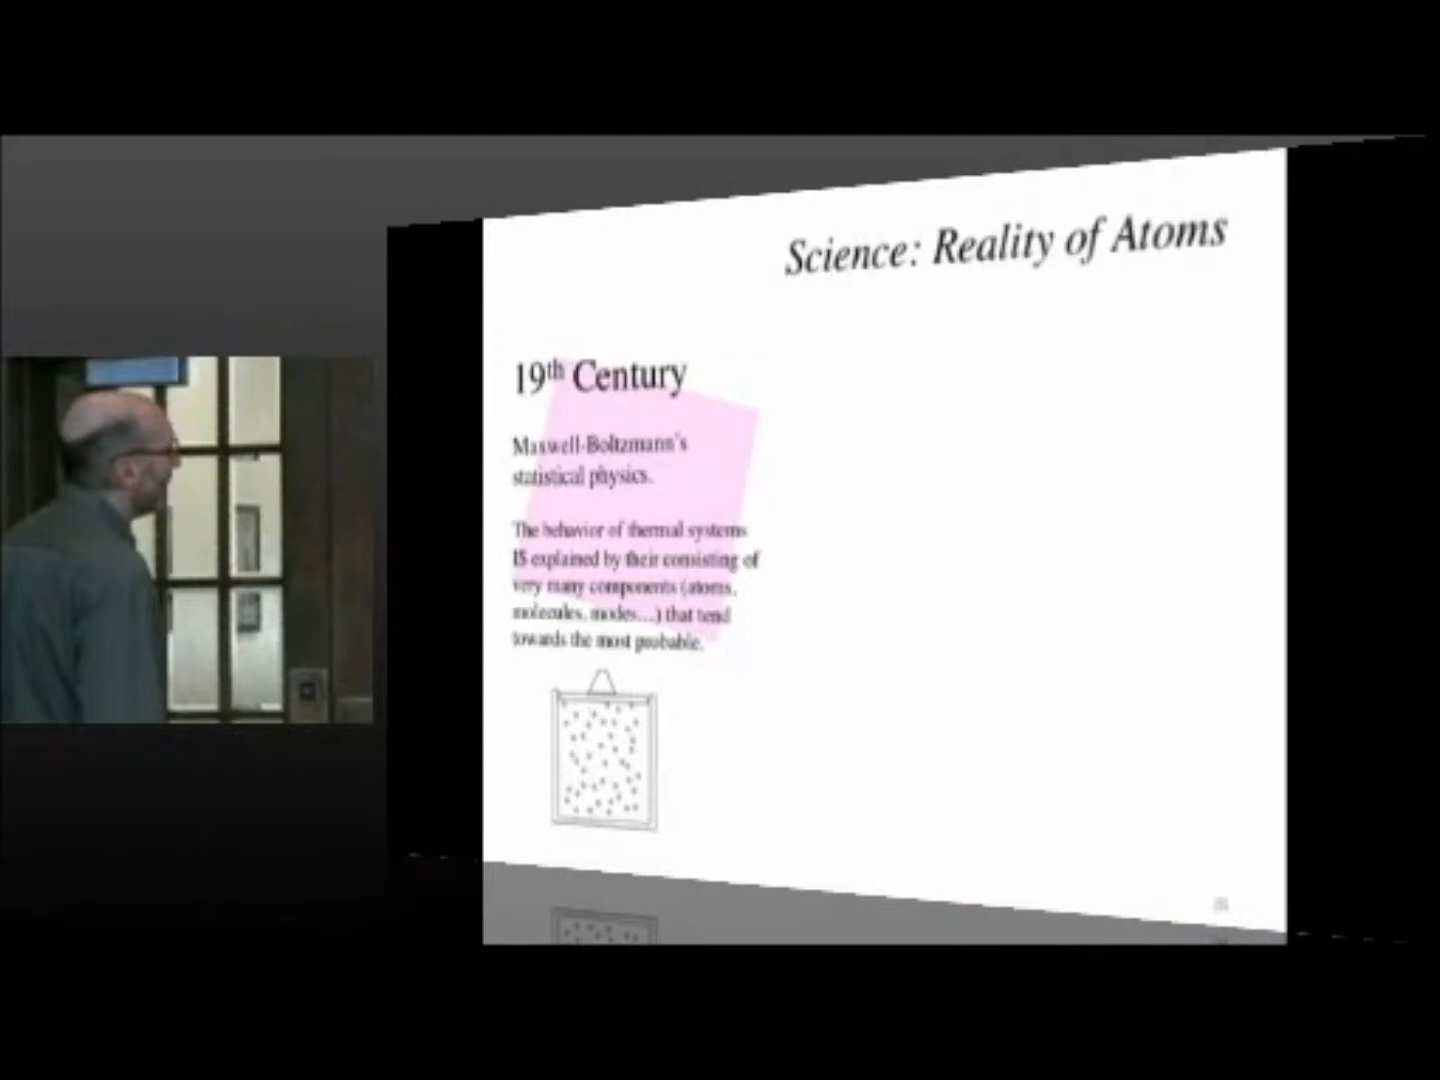 Science: Reality of Atoms
19th Century
Maxwell-Boltzmann's
statistical physics.
The behavior of thermal systems
IS explained by their consisting of
very many components (atoms,
molecules, modes...) that tend
towards the most probable.